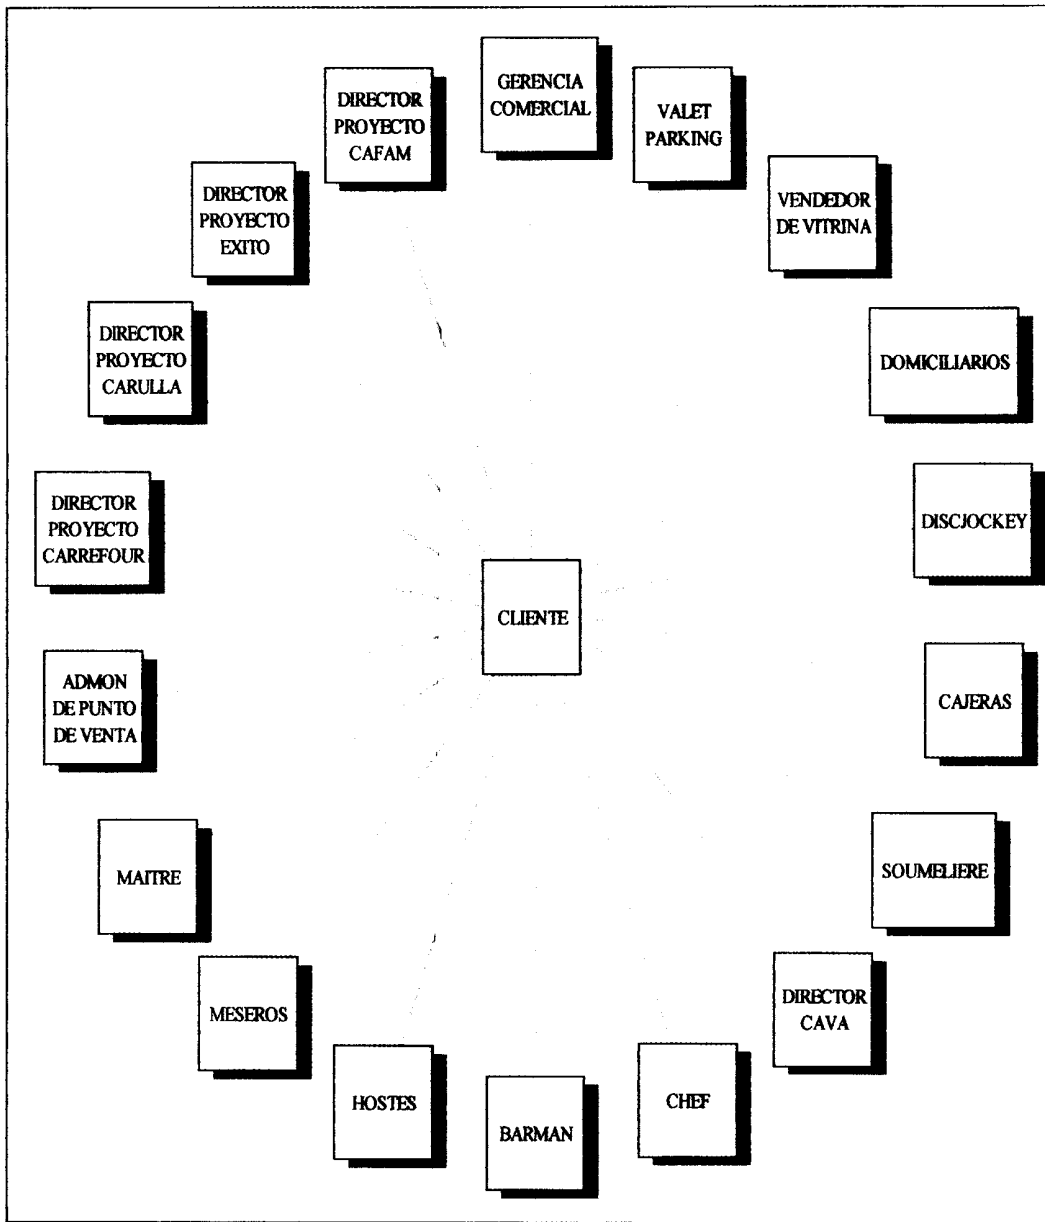 GERENCIA
COMERCIAL
VALET
PARKING
VENDEDOR
DE VITRINA
DOMICILIARIOS
DISCJOCKEY
CAJERAS
SOUMELIERE
DIRECTOR
CAVA
CHEF
BARMAN
HOSTES
MESEROS
MAITRE
ADMON
DE PUNTO
DE VENTA
DIRECTOR
PROYECTO
CARREFOUR
DIRECTOR
PROYECTO
CARULLA
DIRECTOR
PROYECTO
EXITO
DIRECTOR
PROYECTO
CAFAM
CLIENTE